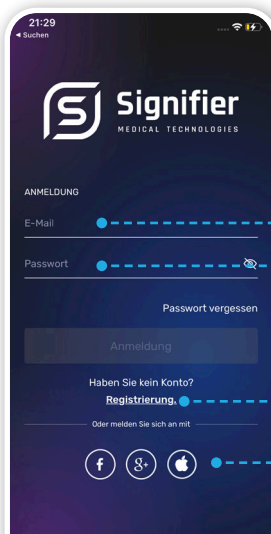 21:29
◀ Suchen
S Signifier
MEDICAL TECHNOLOGIES
ANMELDUNG
E-Mail
Passwort
Passwort vergessen
Anmeldung
Haben Sie kein Konto?
Registrierung.
Oder melden Sie sich an mit
f g+